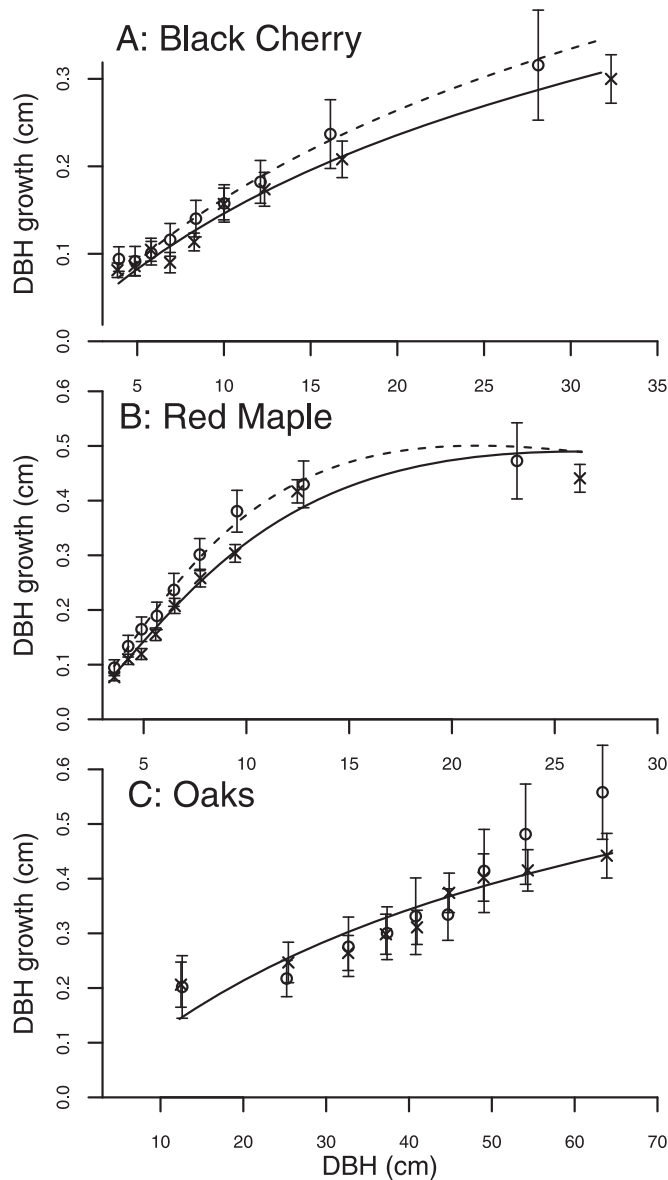 A: Black Cherry
DBH growth (cm)
0.0 0.1 0.2 0.3
5 10 15 20 25 30 35
B: Red Maple
DBH growth (cm)
0.0 0.1 0.2 0.3 0.4 0.5 0.6
5 10 15 20 25 30
C: Oaks
DBH growth (cm)
0.0 0.1 0.2 0.3 0.4 0.5 0.6
10 20 30 40 50 60 70
DBH (cm)